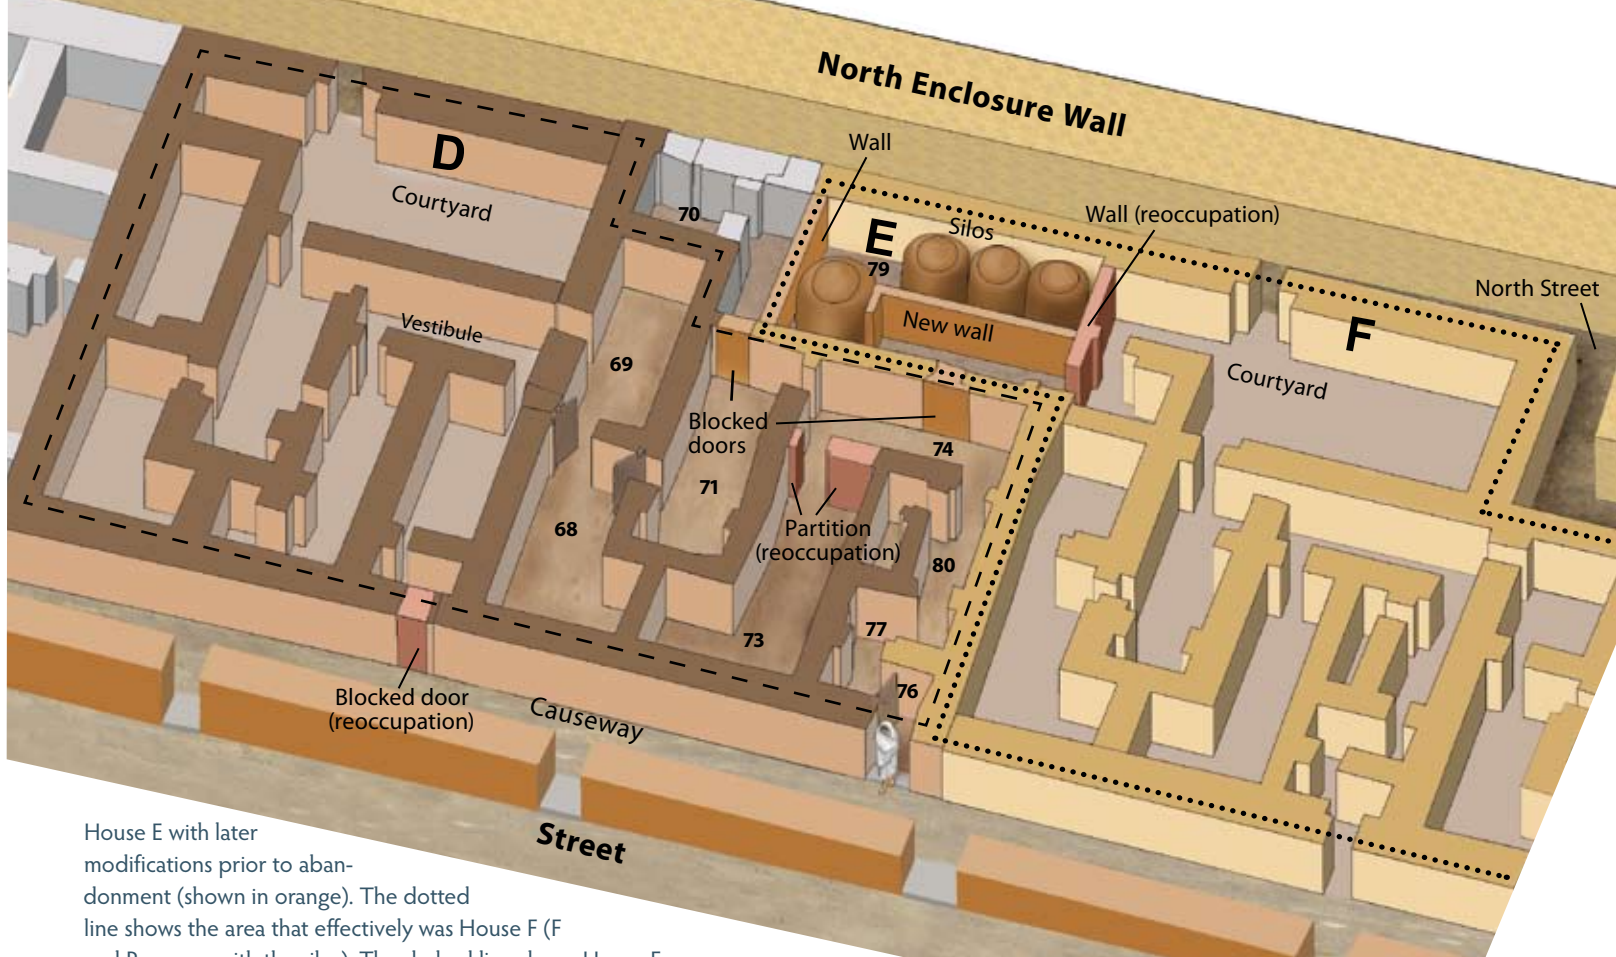 North Enclosure Wall
Wall
D
Courtyard
70
E
Silos
79
Wall (reoccupation)
North Street
New wall
F
Courtyard
Vestibule
69
Blocked
doors
74
71
68
Partition
(reoccupation)
80
77
73
76
Blocked door
(reoccupation)
Causeway
Street
House E with later
modifications prior to aban-
donment (shown in orange). The dotted
line shows the area that effectively was House F (F